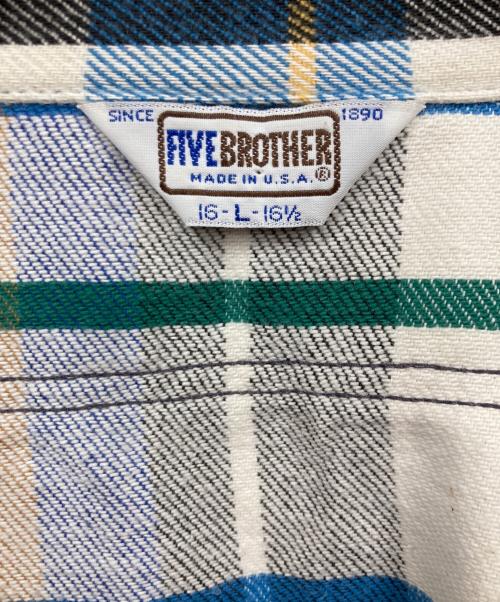 SINCE 1890
FIVE BROTHER ®
MADE IN U.S.A.
16-L-16½